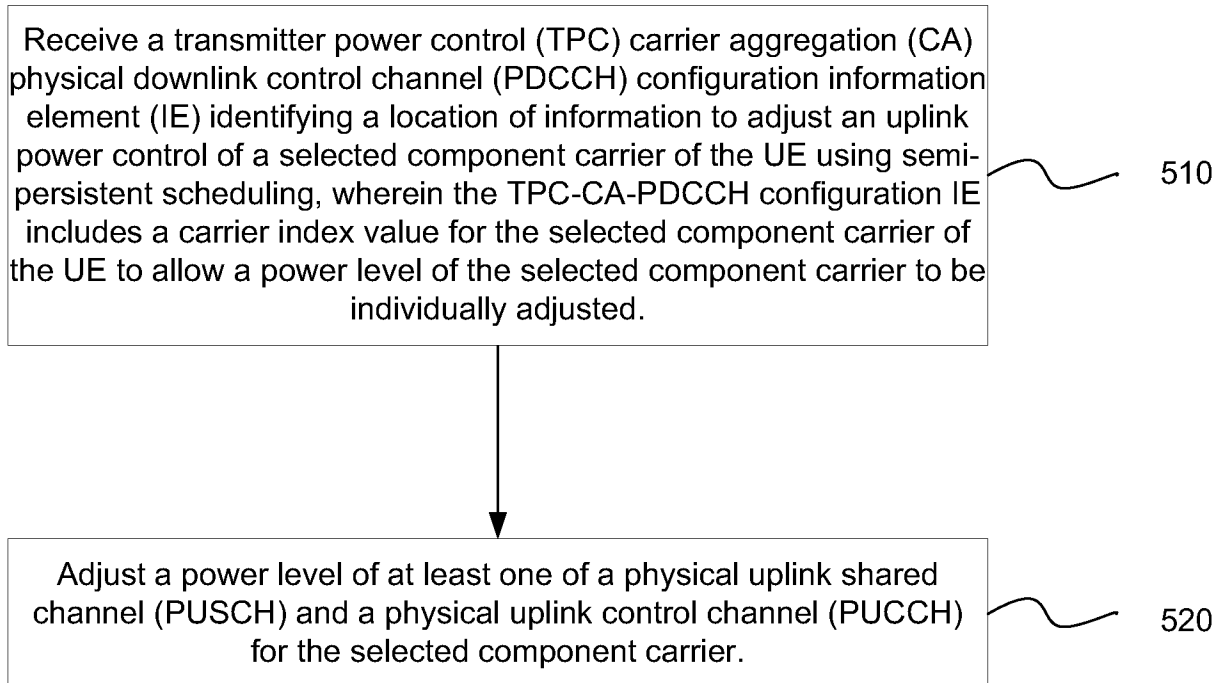 Receive a transmitter power control (TPC) carrier aggregation (CA)
physical downlink control channel (PDCCH) configuration information
element (IE) identifying a location of information to adjust an uplink
power control of a selected component carrier of the UE using semi-
persistent scheduling, wherein the TPC-CA-PDCCH configuration IE
includes a carrier index value for the selected component carrier of
the UE to allow a power level of the selected component carrier to be
individually adjusted.
510
Adjust a power level of at least one of a physical uplink shared
channel (PUSCH) and a physical uplink control channel (PUCCH)
for the selected component carrier.
520